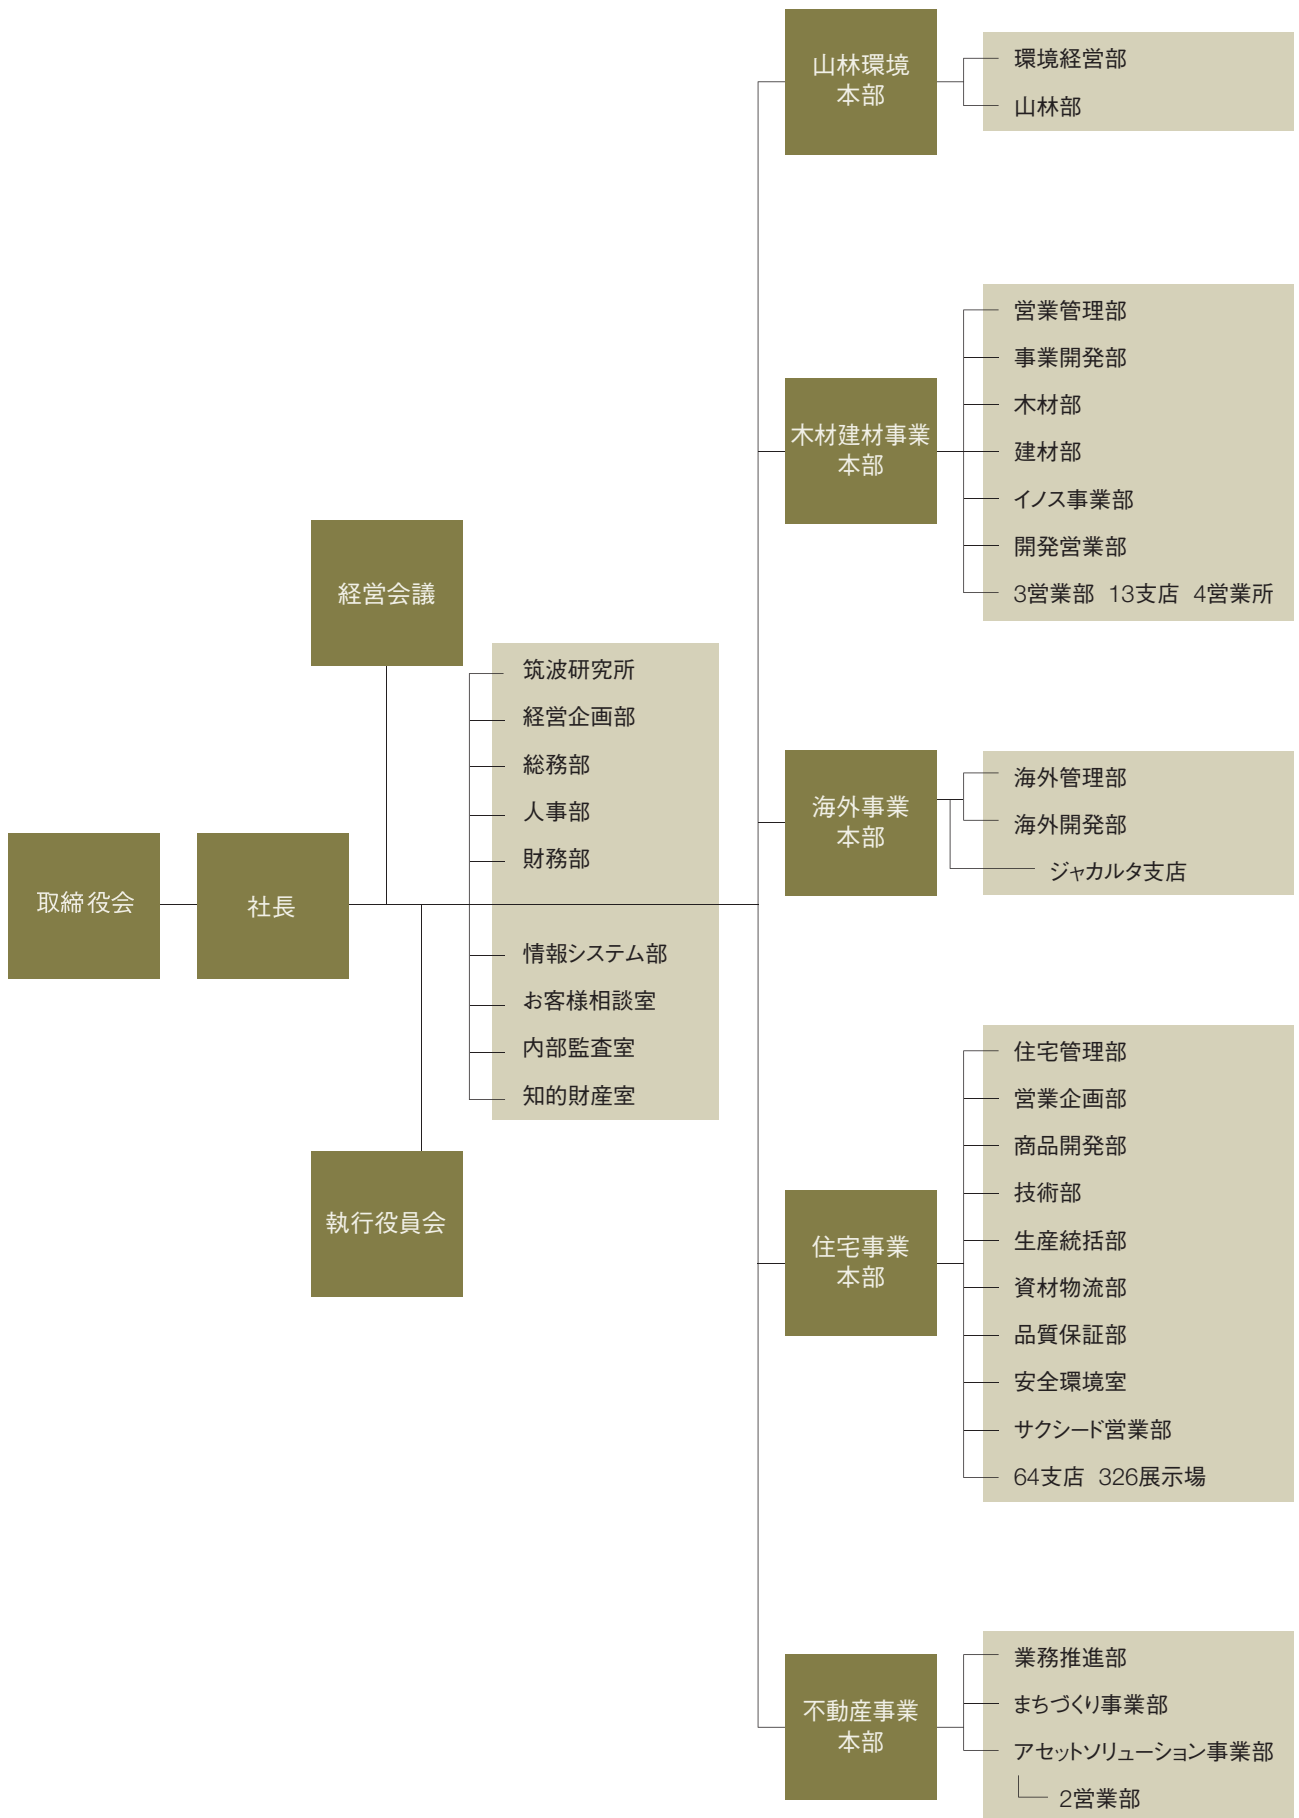 取締役会
社長
経営会議
執行役員会
筑波研究所
経営企画部
総務部
人事部
財務部
情報システム部
お客様相談室
内部監査室
知的財産室
山林環境
本部
環境経営部
山林部
木材建材事業
本部
営業管理部
事業開発部
木材部
建材部
イノス事業部
開発営業部
3営業部 13支店 4営業所
海外事業
本部
海外管理部
海外開発部
ジャカルタ支店
住宅事業
本部
住宅管理部
営業企画部
商品開発部
技術部
生産統括部
資材物流部
品質保証部
安全環境室
サクシード営業部
64支店 326展示場
不動産事業
本部
業務推進部
まちづくり事業部
アセットソリューション事業部
2営業部